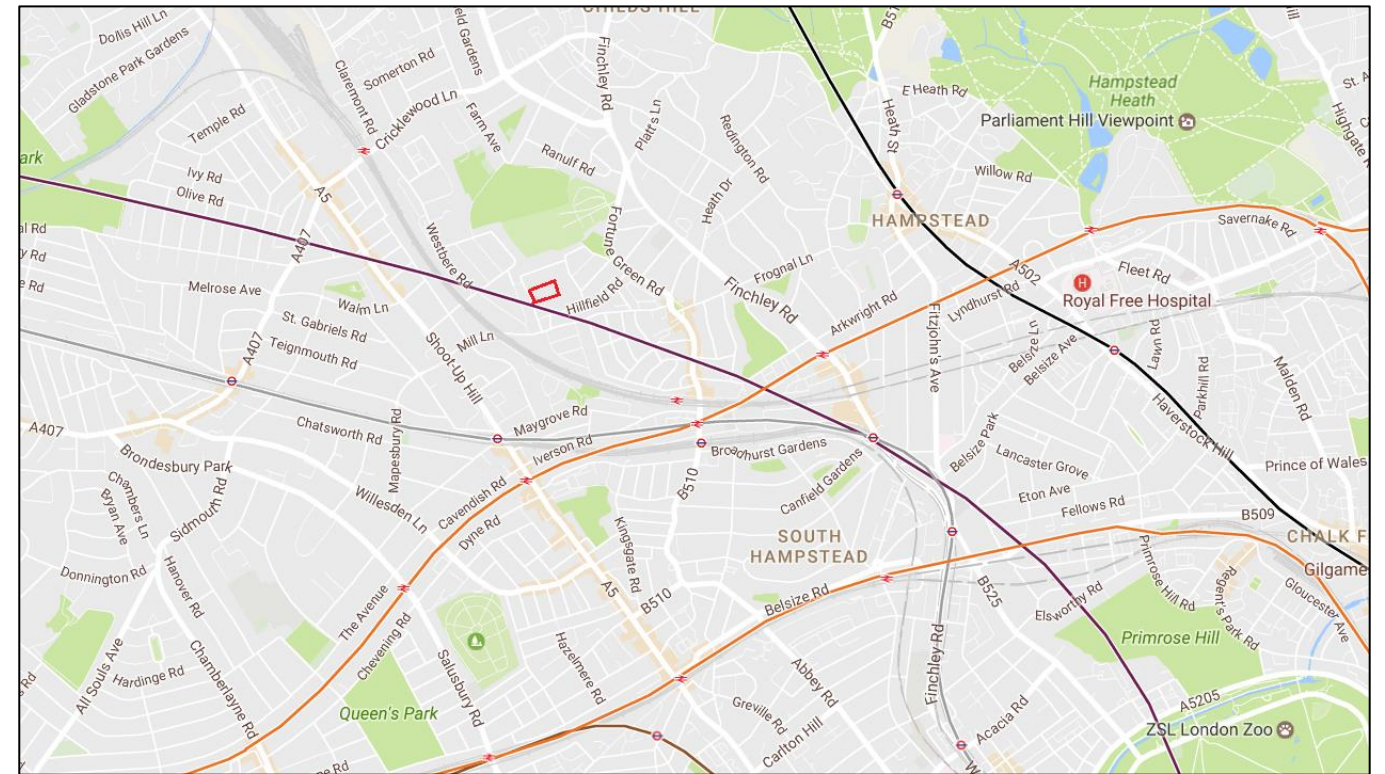 CHILDS HILL
Dollis Hill Ln
Gladstone Park Gardens
Claremont Rd
Somerton Rd
Cricklewood Ln
Farm Ave
Finchley Rd
Platt's Ln
Ranulf Rd
Redington Rd
Heath Dr
Heath St
E Heath Rd
Hampstead
Heath
Parliament Hill Viewpoint
Highgate
Willow Rd
Temple Rd
Ivy Rd
Olive Rd
A5
ark
al Rd
y Rd
e Rd
A407
Westbere Rd
Fortune Green Rd
HAMPSTEAD
Savernake Rd
A502
Fleet Rd
H
Royal Free Hospital
Frognal Ln
Finchley Rd
Arkwright Rd
Lyndhurst Rd
Fitzjohn's Ave
Belsize Ln
Belsize Ave
Lawn Rd
Parkhill Rd
Malden Rd
Hillfield Rd
Melrose Ave
Walm Ln
St. Gabriels Rd
Teignmouth Rd
A407
Shoot-Up Hill
Mill Ln
Haverstock Hill
A407
Chatsworth Rd
Mapesbury Rd
Maygrove Rd
Iverson Rd
Broadhurst Gardens
Canfield Gardens
Belsize Park
Lancaster Grove
Prince of Wales
Brondesbury Park
Chambers Ln
Bryan Ave
Sidmouth Rd
Willesden Ln
Cavendish Rd
Dyne Rd
B510
Eton Ave
Fellows Rd
B509
CHALK F
Gilgame
SOUTH
HAMPSTEAD
Kingsgate Rd
A5
B510
Belsize Rd
B525
Elsworthy Rd
Primrose Hill Rd
Regent's Park Rd
Gloucester Ave
Primrose Hill
Donnington Rd
Hanover Rd
The Avenue
Chevening Rd
Salusbury Rd
Hazelmere Rd
Abbey Rd
Finchley Rd
Acacia Rd
A5205
ZSL London Zoo
All Souls Ave
Hardinge Rd
Chamberlayne Rd
Queen's Park
Greville Rd
Carlton Hill